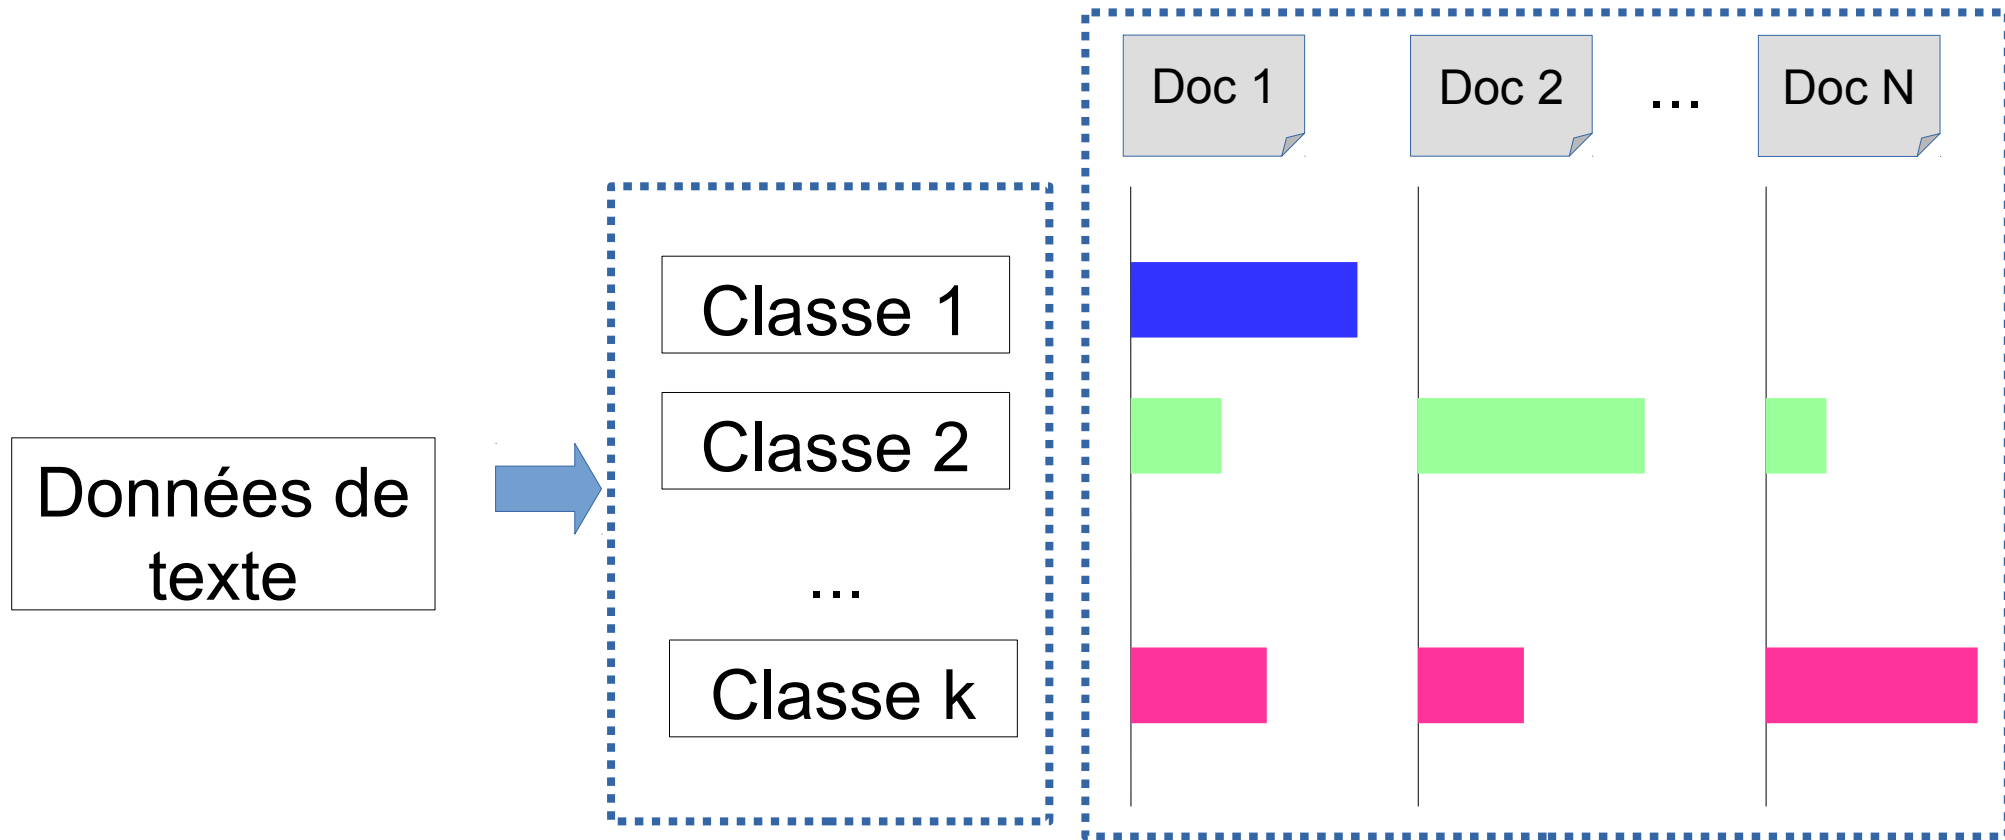 Doc 1
Doc 2
...
Doc N
Classe 1
Classe 2
...
Classe k
Données de
texte